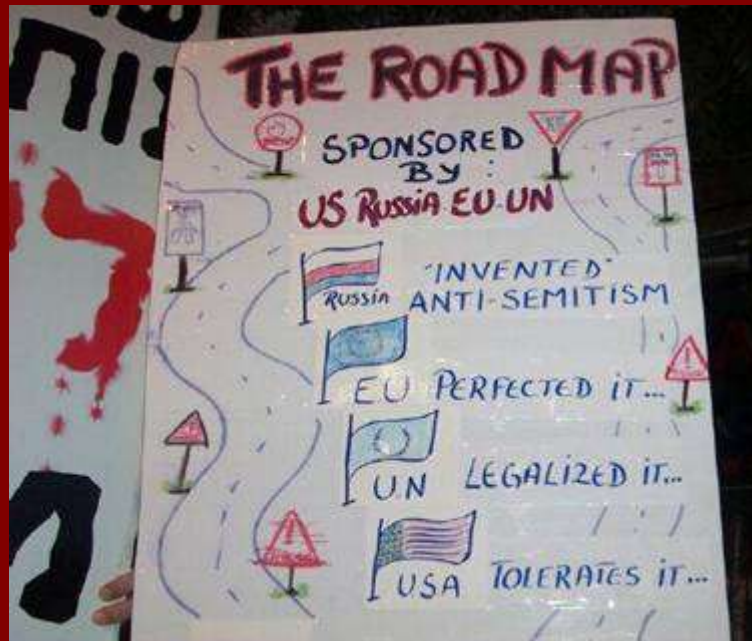 THE ROAD MAP
SPONSORED
BY :
US RUSSIA EU UN
RUSSIA "INVENTED"
ANTI-SEMITISM
EU PERFECTED IT...
UN LEGALIZED IT...
USA TOLERATES IT...